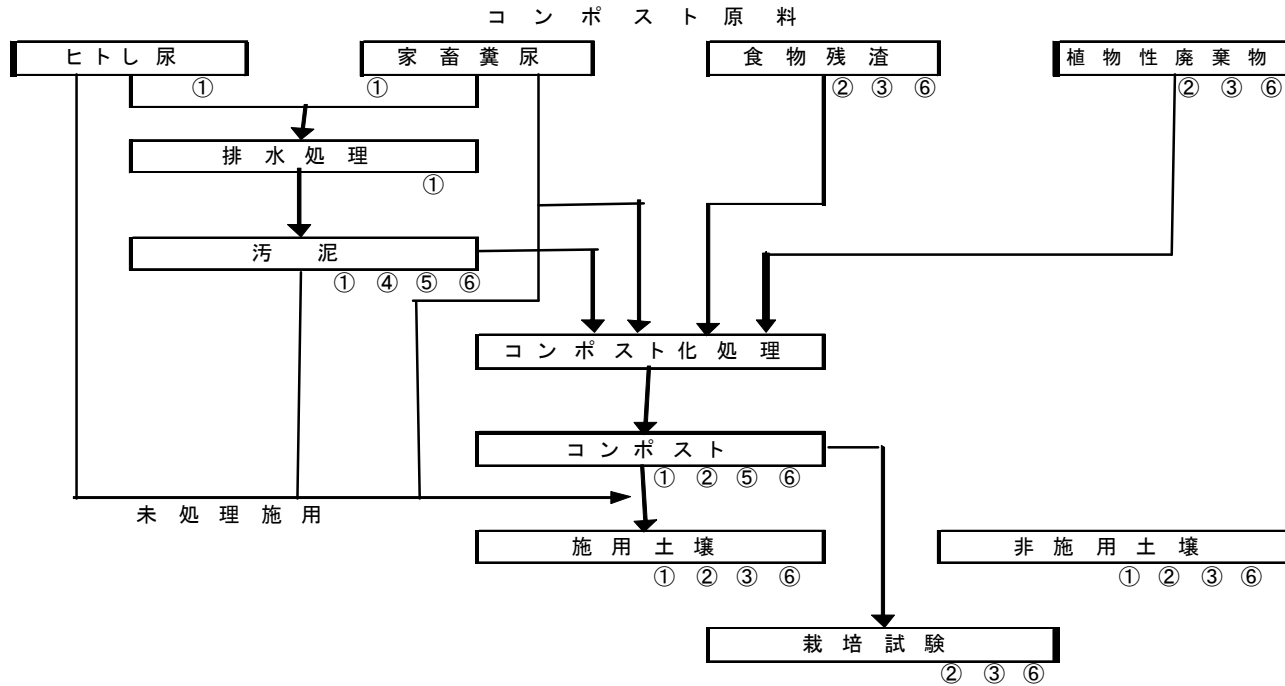 コンポスト原料
ヒトし尿 家畜糞尿 食物残渣 植物性廃棄物
① ① ② ③ ⑥ ② ③ ⑥
排水処理
①
汚泥
① ④ ⑤ ⑥
コンポスト化処理
コンポスト
① ② ⑤ ⑥
未処理施用
施用土壌 非施用土壌
① ② ③ ⑥ ① ② ③ ⑥
栽培試験
② ③ ⑥